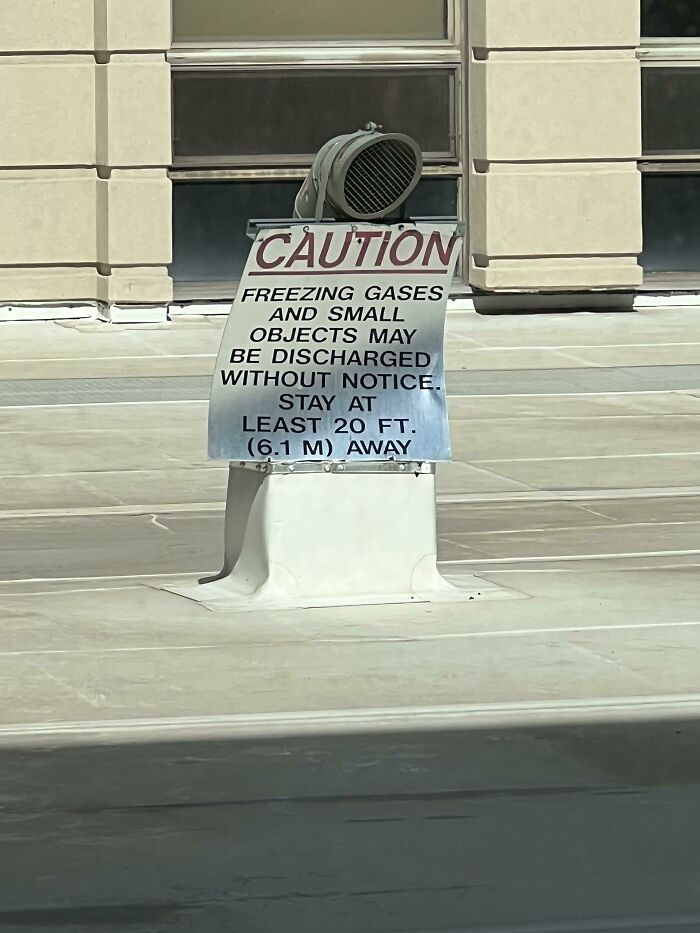 CAUTION
FREEZING GASES
AND SMALL
OBJECTS MAY
BE DISCHARGED
WITHOUT NOTICE.
STAY AT
LEAST 20 FT.
(6.1 M) AWAY